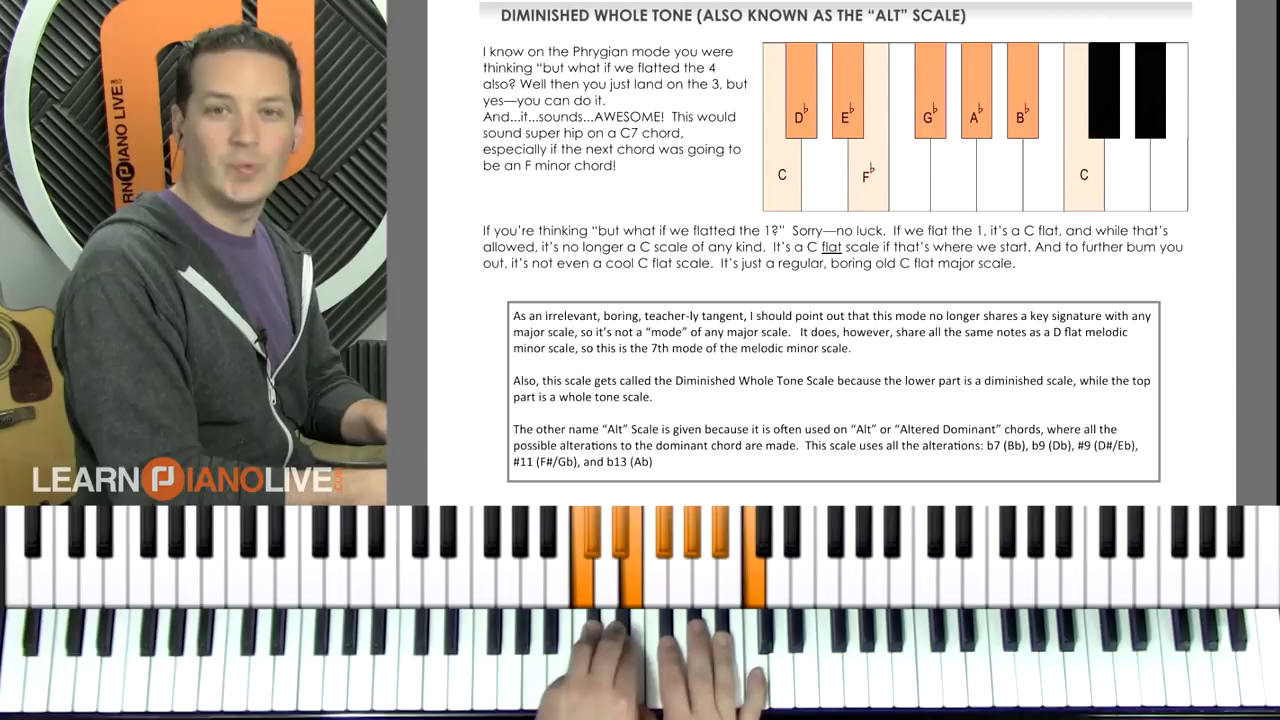 DIMINISHED WHOLE TONE (ALSO KNOWN AS THE “ALT” SCALE)
I know on the Phrygian mode you were
thinking “but what if we flatted the 4
also? Well then you just land on the 3, but
yes—you can do it.
And...it...sounds...AWESOME! This would
sound super hip on a C7 chord,
especially if the next chord was going to
be an F minor chord!
D♭ E♭ G♭ A♭ B♭
C F♭ C
If you’re thinking “but what if we flatted the 1?” Sorry—no luck. If we flat the 1, it’s a C flat, and while that’s
allowed, it’s no longer a C scale of any kind. It’s a C flat scale if that’s where we start. And to further bum you
out, it’s not even a cool C flat scale. It’s just a regular, boring old C flat major scale.
As an irrelevant, boring, teacher-ly tangent, I should point out that this mode no longer shares a key signature with any
major scale, so it’s not a “mode” of any major scale. It does, however, share all the same notes as a D flat melodic
minor scale, so this is the 7th mode of the melodic minor scale.
Also, this scale gets called the Diminished Whole Tone Scale because the lower part is a diminished scale, while the top
part is a whole tone scale.
The other name “Alt” Scale is given because it is often used on “Alt” or “Altered Dominant” chords, where all the
possible alterations to the dominant chord are made. This scale uses all the alterations: b7 (Bb), b9 (Db), #9 (D#/Eb),
#11 (F#/Gb), and b13 (Ab)
RN PIANO LIVE
LEARN PIANO LIVE .COM